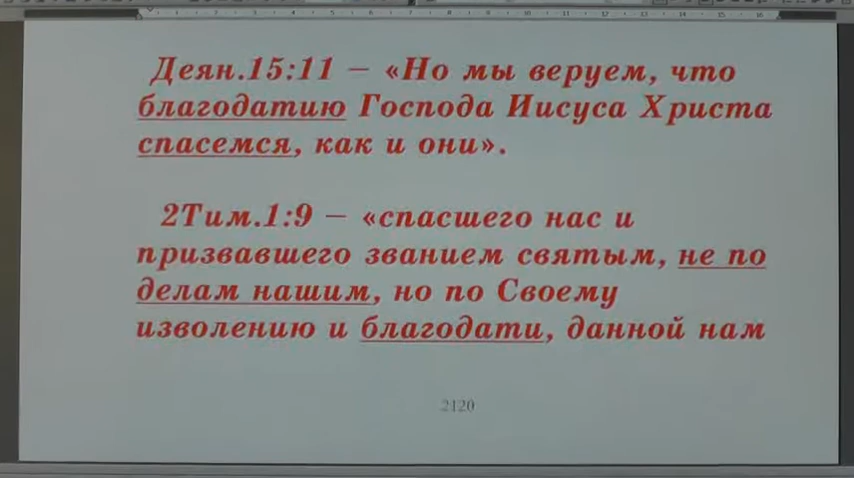 Деян.15:11 – «Но мы веруем, что
благодатию Господа Иисуса Христа
спасемся, как и они».
2Тим.1:9 – «спасшего нас и
призвавшего званием святым, не по
делам нашим, но по Своему
изволению и благодати, данной нам
2120